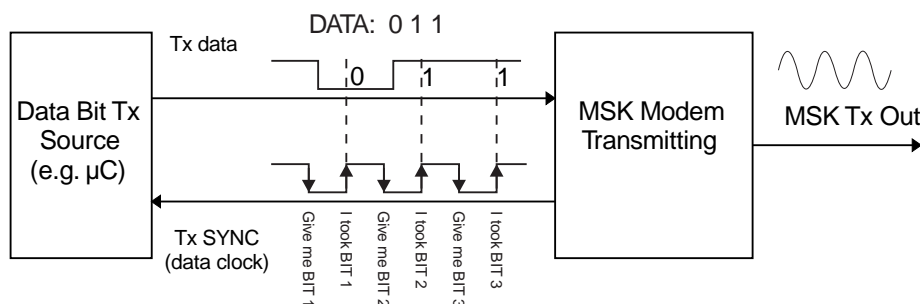 DATA: 0 1 1
Tx data
0
1
1
Data Bit Tx
Source
(e.g. µC)
MSK Modem
Transmitting
MSK Tx Out
Tx SYNC
(data clock)
Give me BIT 1
I took BIT 1
Give me BIT 2
I took BIT 2
Give me BIT 3
I took BIT 3